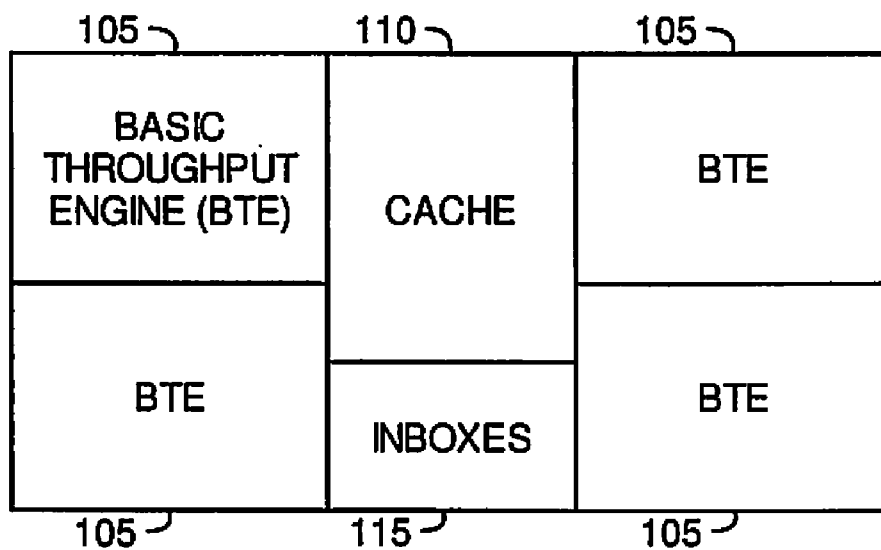 105
110
105
BASIC
THROUGHPUT
ENGINE (BTE)
CACHE
BTE
BTE
INBOXES
BTE
105
115
105